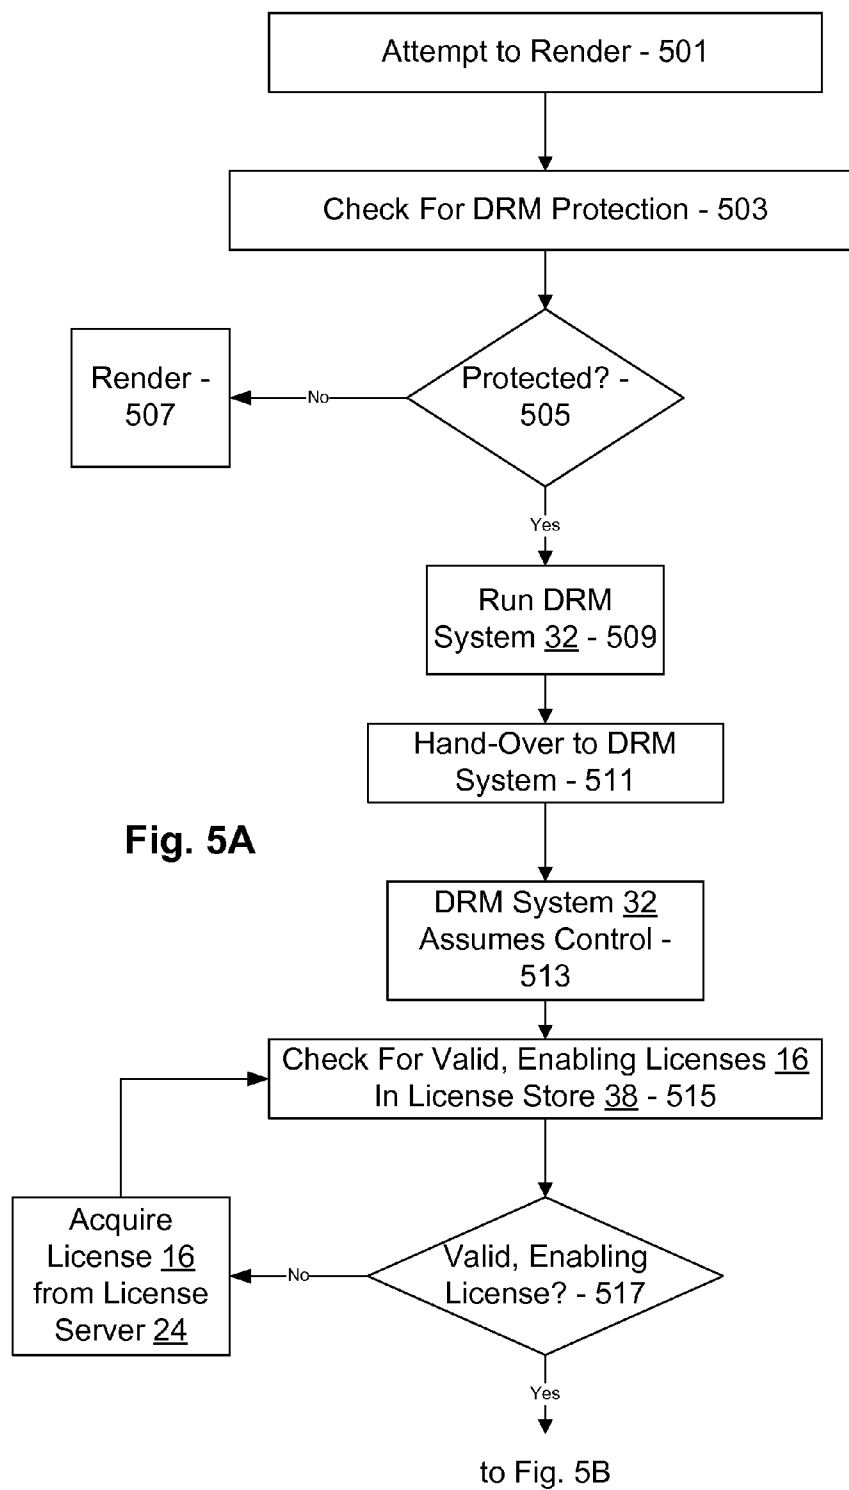 Attempt to Render - 501
Check For DRM Protection - 503
Protected? -
505
No
Render -
507
Yes
Run DRM
System 32 - 509
Hand-Over to DRM
System - 511
Fig. 5A
DRM System 32
Assumes Control -
513
Check For Valid, Enabling Licenses 16
In License Store 38 - 515
Valid, Enabling
License? - 517
No
Acquire
License 16
from License
Server 24
Yes
to Fig. 5B